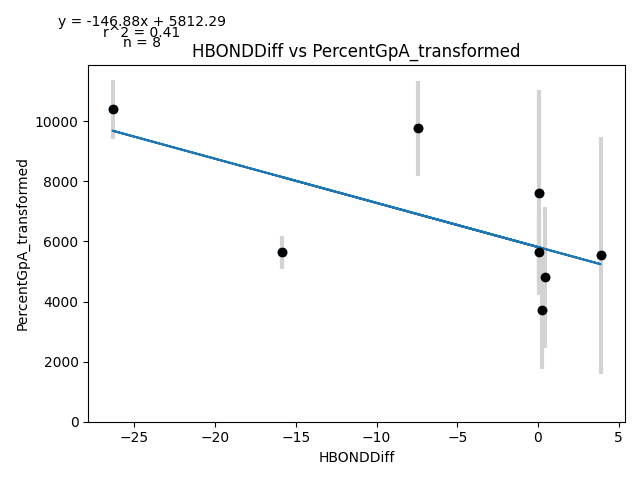 y = -146.88x + 5812.29
r^2 = 0.41
n = 8
HBONDDiff vs PercentGpA_transformed
PercentGpA_transformed
10000
8000
6000
4000
2000
0
−25
−20
−15
−10
−5
0
5
HBONDDiff